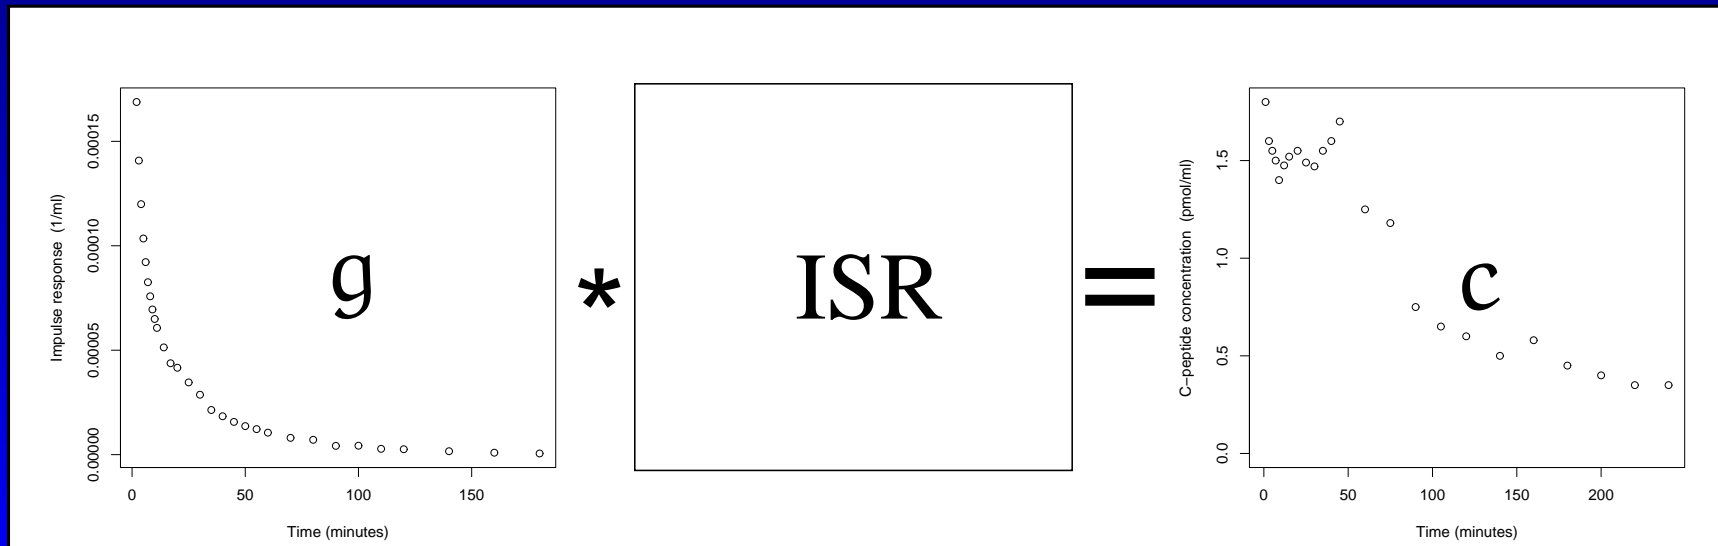 Impulse response (1/ml)
0.00000 0.00005 0.00010 0.00015
g
0 50 100 150
Time (minutes)
*
ISR
=
C−peptide concentration (pmol/ml)
0.0 0.5 1.0 1.5
c
0 50 100 150 200
Time (minutes)